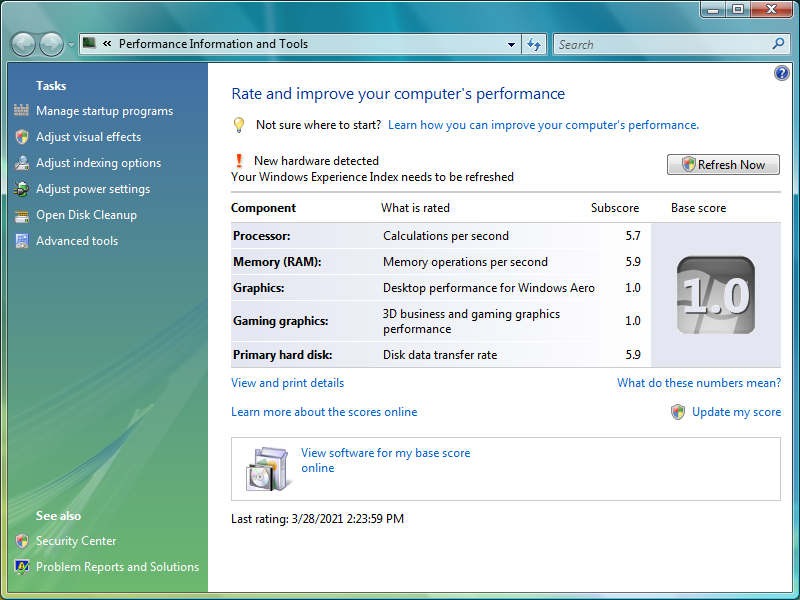 « Performance Information and Tools
Search
Tasks
Manage startup programs
Adjust visual effects
Adjust indexing options
Adjust power settings
Open Disk Cleanup
Advanced tools
See also
Security Center
Problem Reports and Solutions
Rate and improve your computer's performance
Not sure where to start? Learn how you can improve your computer's performance.
New hardware detected
Your Windows Experience Index needs to be refreshed
Refresh Now
Component What is rated Subscore Base score
Processor: Calculations per second 5.7
Memory (RAM): Memory operations per second 5.9
Graphics: Desktop performance for Windows Aero 1.0
Gaming graphics: 3D business and gaming graphics
performance 1.0
Primary hard disk: Disk data transfer rate 5.9
1.0
View and print details What do these numbers mean?
Learn more about the scores online Update my score
View software for my base score
online
Last rating: 3/28/2021 2:23:59 PM